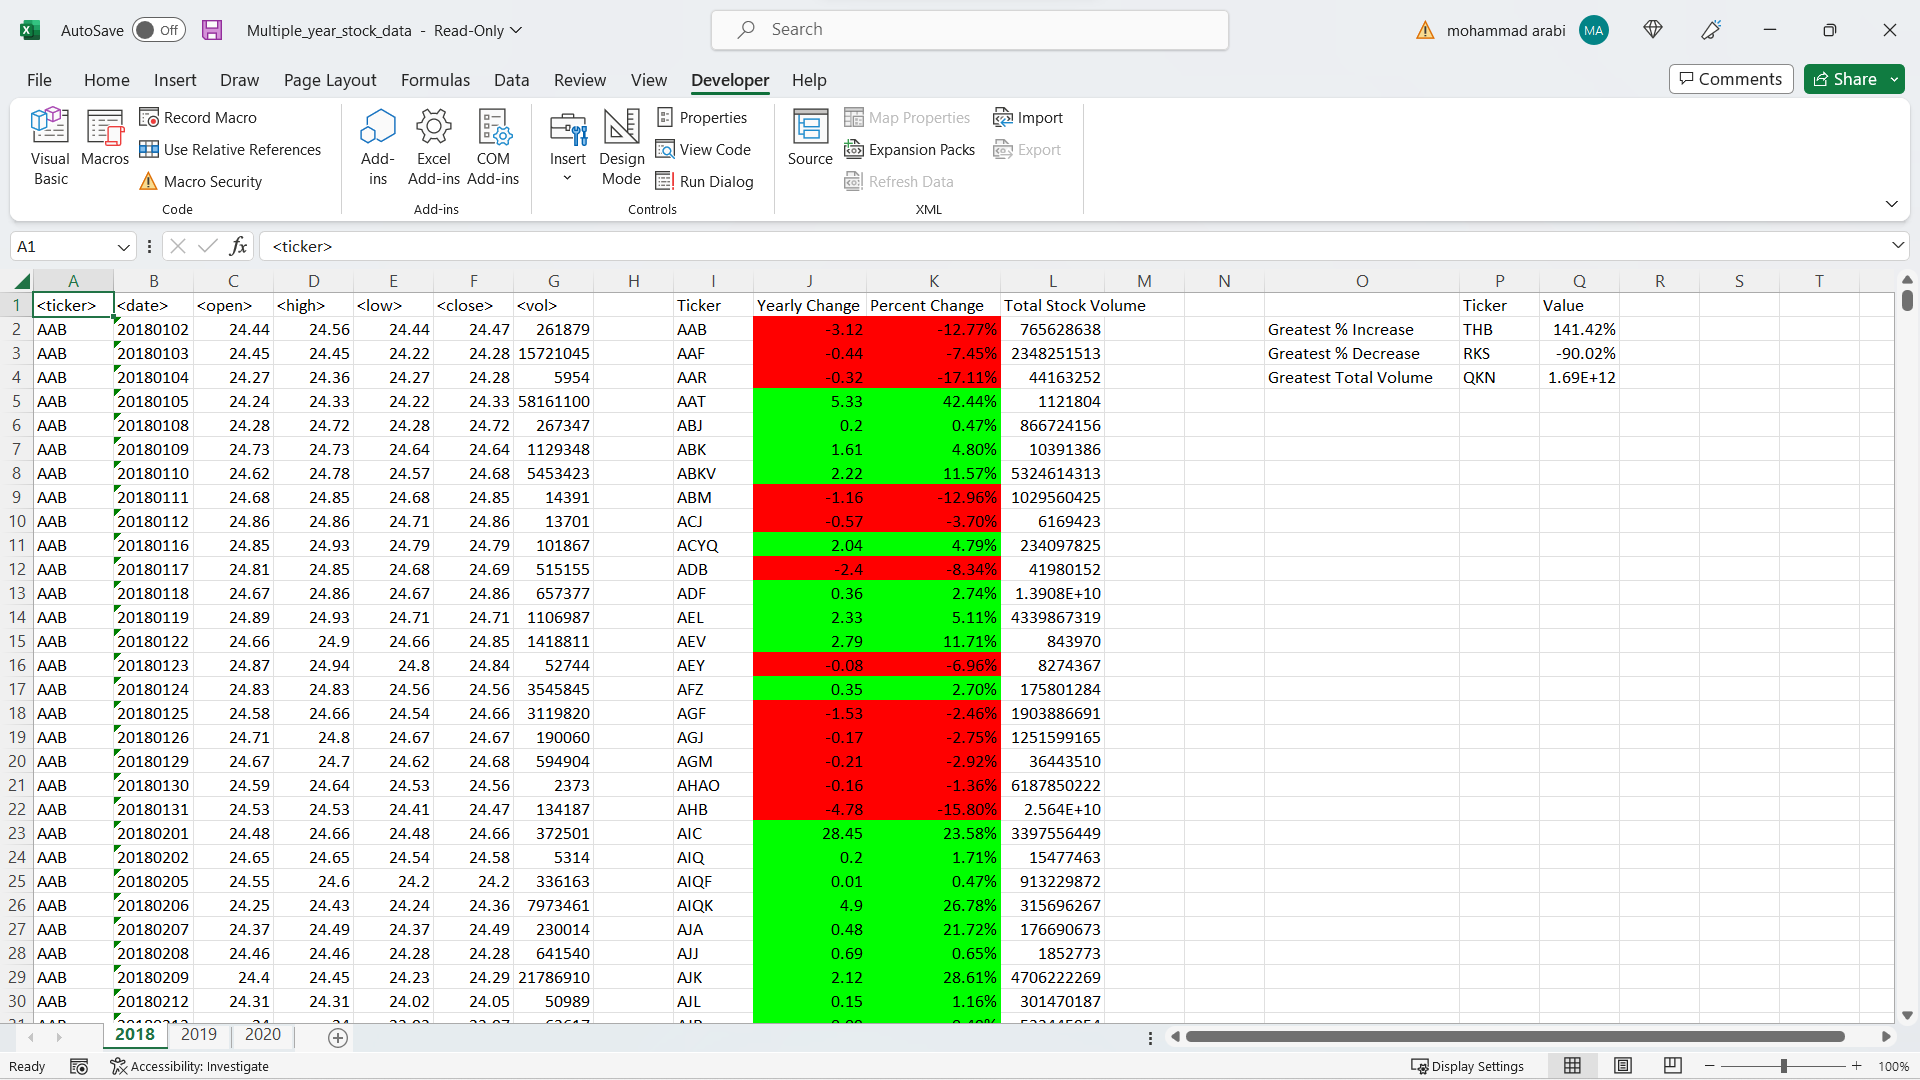 AutoSave Off Multiple_year_stock_data - Read-Only Search mohammad arabi MA
File Home Insert Draw Page Layout Formulas Data Review View Developer Help Comments Share
Visual Basic Macros Record Macro Use Relative References Macro Security Code
Add-ins Excel Add-ins COM Add-ins Add-ins
Insert Design Mode Properties View Code Run Dialog Controls
Source Map Properties Expansion Packs Refresh Data Import Export XML
A1 fx <ticker>
A B C D E F G H I J K L M N O P Q R S T
1 <ticker> <date> <open> <high> <low> <close> <vol> Ticker Yearly Change Percent Change Total Stock Volume Ticker Value
2 AAB 20180102 24.44 24.56 24.44 24.47 261879 AAB -3.12 -12.77% 765628638 Greatest % Increase THB 141.42%
3 AAB 20180103 24.45 24.45 24.22 24.28 15721045 AAF -0.44 -7.45% 2348251513 Greatest % Decrease RKS -90.02%
4 AAB 20180104 24.27 24.36 24.27 24.28 5954 AAR -0.32 -17.11% 44163252 Greatest Total Volume QKN 1.69E+12
5 AAB 20180105 24.24 24.33 24.22 24.33 58161100 AAT 5.33 42.44% 1121804
6 AAB 20180108 24.28 24.72 24.28 24.72 267347 ABJ 0.2 0.47% 866724156
7 AAB 20180109 24.73 24.73 24.64 24.64 1129348 ABK 1.61 4.80% 10391386
8 AAB 20180110 24.62 24.78 24.57 24.68 5453423 ABKV 2.22 11.57% 5324614313
9 AAB 20180111 24.68 24.85 24.68 24.85 14391 ABM -1.16 -12.96% 1029560425
10 AAB 20180112 24.86 24.86 24.71 24.86 13701 ACJ -0.57 -3.70% 6169423
11 AAB 20180116 24.85 24.93 24.79 24.79 101867 ACYQ 2.04 4.79% 234097825
12 AAB 20180117 24.81 24.85 24.68 24.69 515155 ADB -2.4 -8.34% 41980152
13 AAB 20180118 24.67 24.86 24.67 24.86 657377 ADF 0.36 2.74% 1.3908E+10
14 AAB 20180119 24.89 24.93 24.71 24.71 1106987 AEL 2.33 5.11% 4339867319
15 AAB 20180122 24.66 24.9 24.66 24.85 1418811 AEV 2.79 11.71% 843970
16 AAB 20180123 24.87 24.94 24.8 24.84 52744 AEY -0.08 -6.96% 8274367
17 AAB 20180124 24.83 24.83 24.56 24.56 3545845 AFZ 0.35 2.70% 175801284
18 AAB 20180125 24.58 24.66 24.54 24.66 3119820 AGF -1.53 -2.46% 1903886691
19 AAB 20180126 24.71 24.8 24.67 24.67 190060 AGJ -0.17 -2.75% 1251599165
20 AAB 20180129 24.67 24.7 24.62 24.68 594904 AGM -0.21 -2.92% 36443510
21 AAB 20180130 24.59 24.64 24.53 24.56 2373 AHAO -0.16 -1.36% 6187850222
22 AAB 20180131 24.53 24.53 24.41 24.47 134187 AHB -4.78 -15.80% 2.564E+10
23 AAB 20180201 24.48 24.66 24.48 24.66 372501 AIC 28.45 23.58% 3397556449
24 AAB 20180202 24.65 24.65 24.54 24.58 5314 AIQ 0.2 1.71% 15477463
25 AAB 20180205 24.55 24.6 24.2 24.2 336163 AIQF 0.01 0.47% 913229872
26 AAB 20180206 24.25 24.43 24.24 24.36 7973461 AIQK 4.9 26.78% 315696267
27 AAB 20180207 24.37 24.49 24.37 24.49 230014 AJA 0.48 21.72% 176690673
28 AAB 20180208 24.46 24.46 24.28 24.28 641540 AJJ 0.69 0.65% 1852773
29 AAB 20180209 24.4 24.45 24.23 24.29 21786910 AJK 2.12 28.61% 4706222269
30 AAB 20180212 24.31 24.31 24.02 24.05 50989 AJL 0.15 1.16% 301470187
2018 2019 2020
Ready Accessibility: Investigate Display Settings 100%